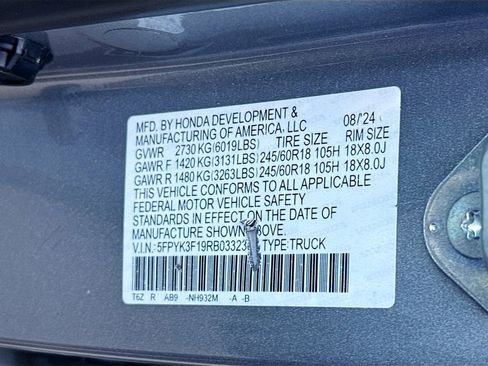 MFD. BY HONDA DEVELOPMENT &
MANUFACTURING OF AMERICA, LLC 08/'24
GVWR 2730 KG(6019LBS) TIRE SIZE RIM SIZE
GAWR F 1420 KG(3131LBS) 245/60R18 105H 18X8.0J
GAWR R 1480 KG(3263LBS) 245/60R18 105H 18X8.0J
THIS VEHICLE CONFORMS TO ALL APPLICABLE
FEDERAL MOTOR VEHICLE SAFETY
STANDARDS IN EFFECT ON THE DATE OF
MANUFACTURE SHOWN ABOVE.
V.I.N.: TYPE:TRUCK
T6Z R AB9 -NH932M -A -B